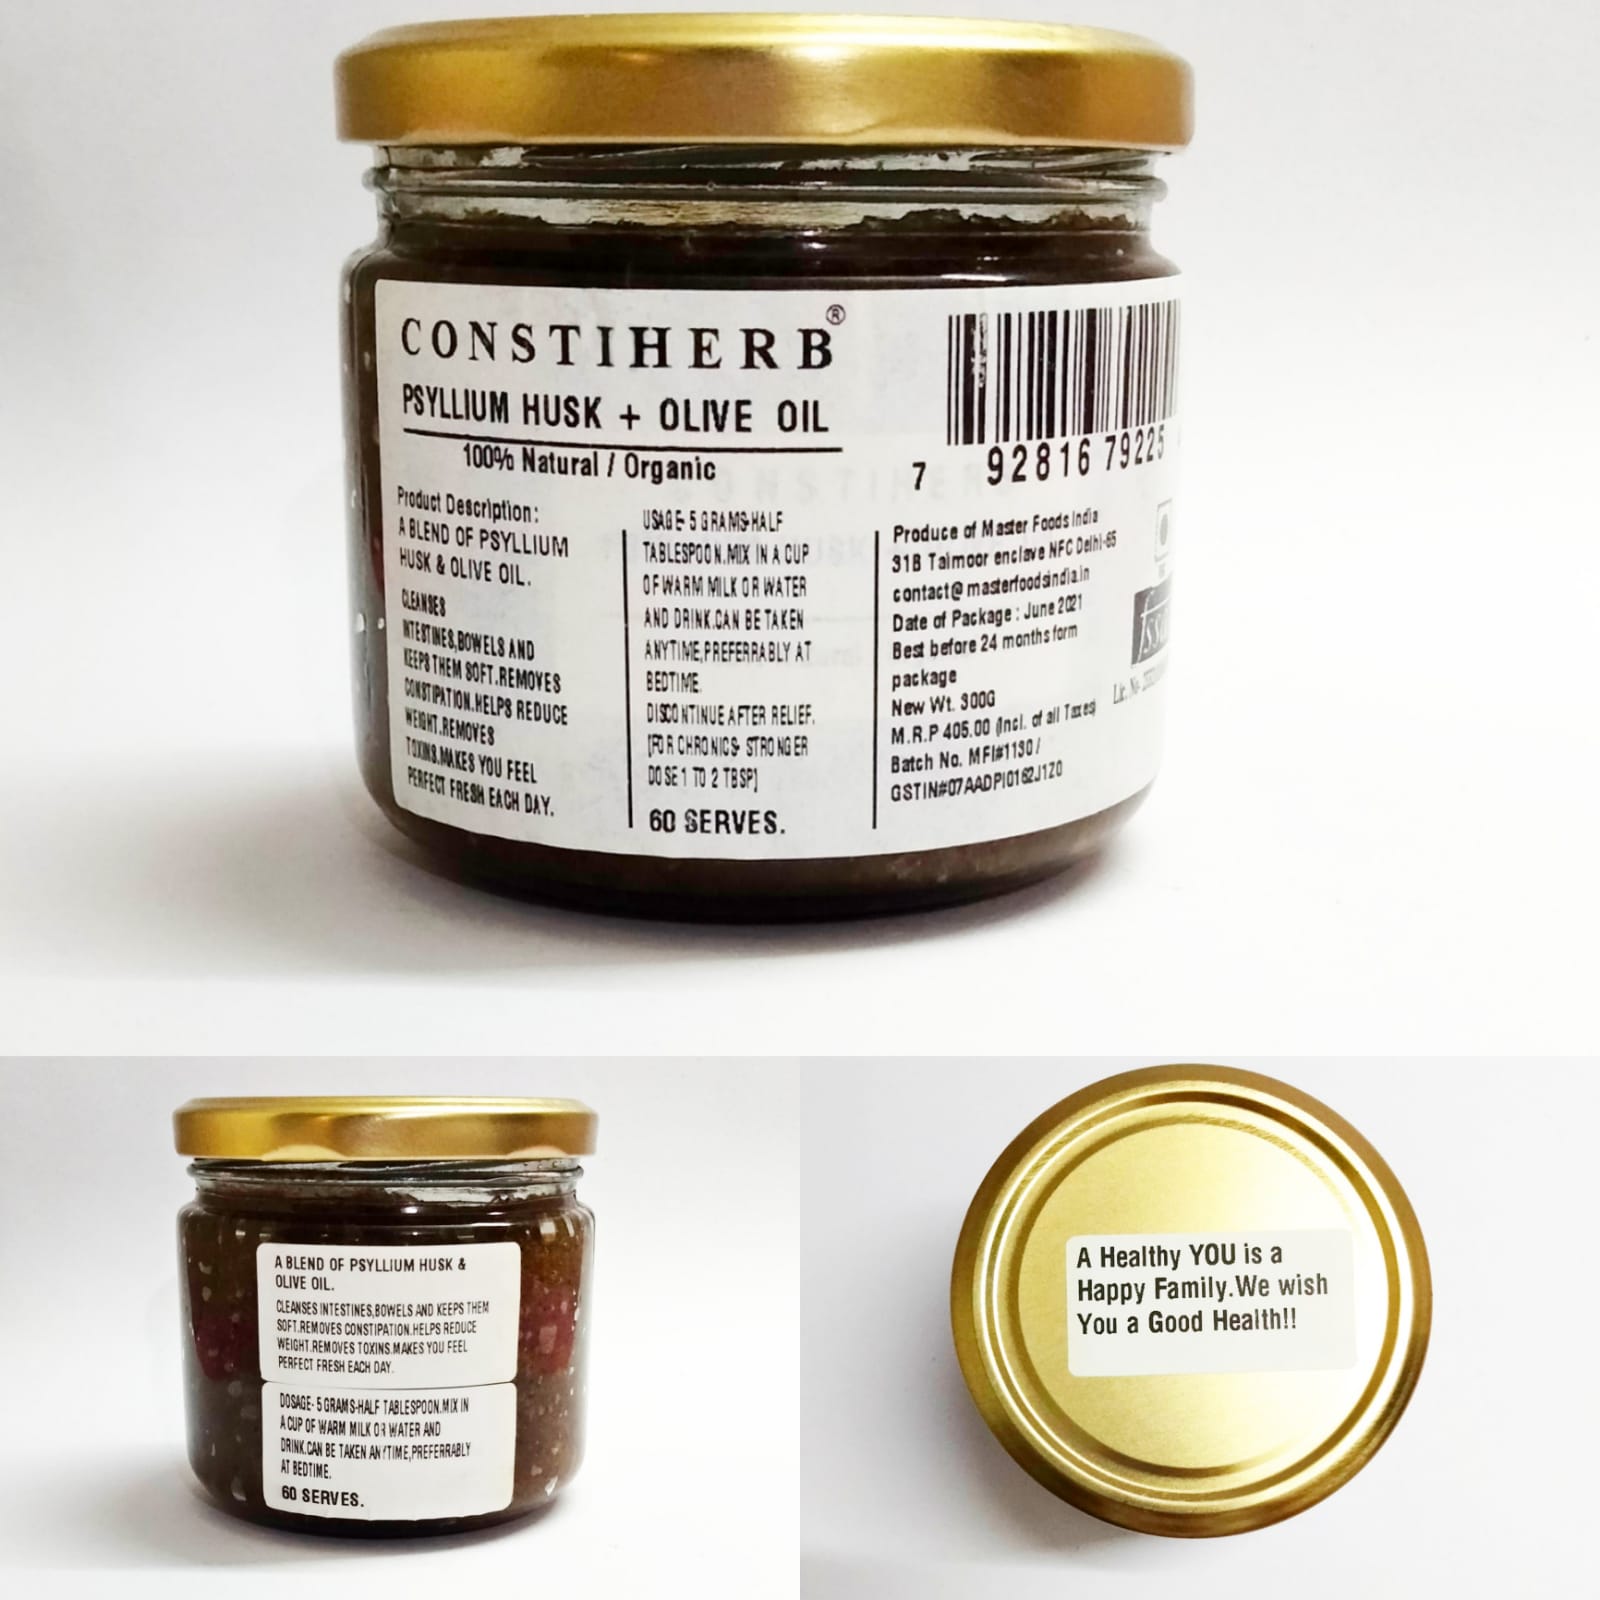 CONSTIHERB®
PSYLLIUM HUSK + OLIVE OIL
100% Natural / Organic
Product Description:
A BLEND OF PSYLLIUM
HUSK & OLIVE OIL.
CLEANSES
INTESTINES,BOWELS AND
KEEPS THEM SOFT.REMOVES
CONSTIPATION.HELPS REDUCE
WEIGHT.REMOVES
TOXINS.MAKES YOU FEEL
PERFECT FRESH EACH DAY.
USAGE- 5 GRAMS-HALF
TABLESPOON.MIX IN A CUP
OF WARM MILK OR WATER
AND DRINK.CAN BE TAKEN
ANYTIME,PREFERRABLY AT
BEDTIME.
DISCONTINUE AFTER RELIEF.
[FOR CHRONICS- STRONGER
DOSE 1 TO 2 TBSP]
60 SERVES.
7 92816 79225
Produce of Master Foods India
31B Taimoor enclave NFC Delhi-65
contact@masterfoodsindia.in
Date of Package : June 2021
Best before 24 months form
package
New Wt. 300G
M.R.P 405.00 (Incl. of all Taxes)
Batch No. MFI#1130 /
GSTIN#07AADPI0162J1Z0
Lic. No
A BLEND OF PSYLLIUM HUSK &
OLIVE OIL.
CLEANSES INTESTINES,BOWELS AND KEEPS THEM
SOFT.REMOVES CONSTIPATION.HELPS REDUCE
WEIGHT.REMOVES TOXINS.MAKES YOU FEEL
PERFECT FRESH EACH DAY.
DOSAGE- 5 GRAMS-HALF TABLESPOON.MIX IN
A CUP OF WARM MILK OR WATER AND
DRINK.CAN BE TAKEN ANYTIME,PREFERRABLY
AT BEDTIME.
60 SERVES.
A Healthy YOU is a
Happy Family.We wish
You a Good Health!!